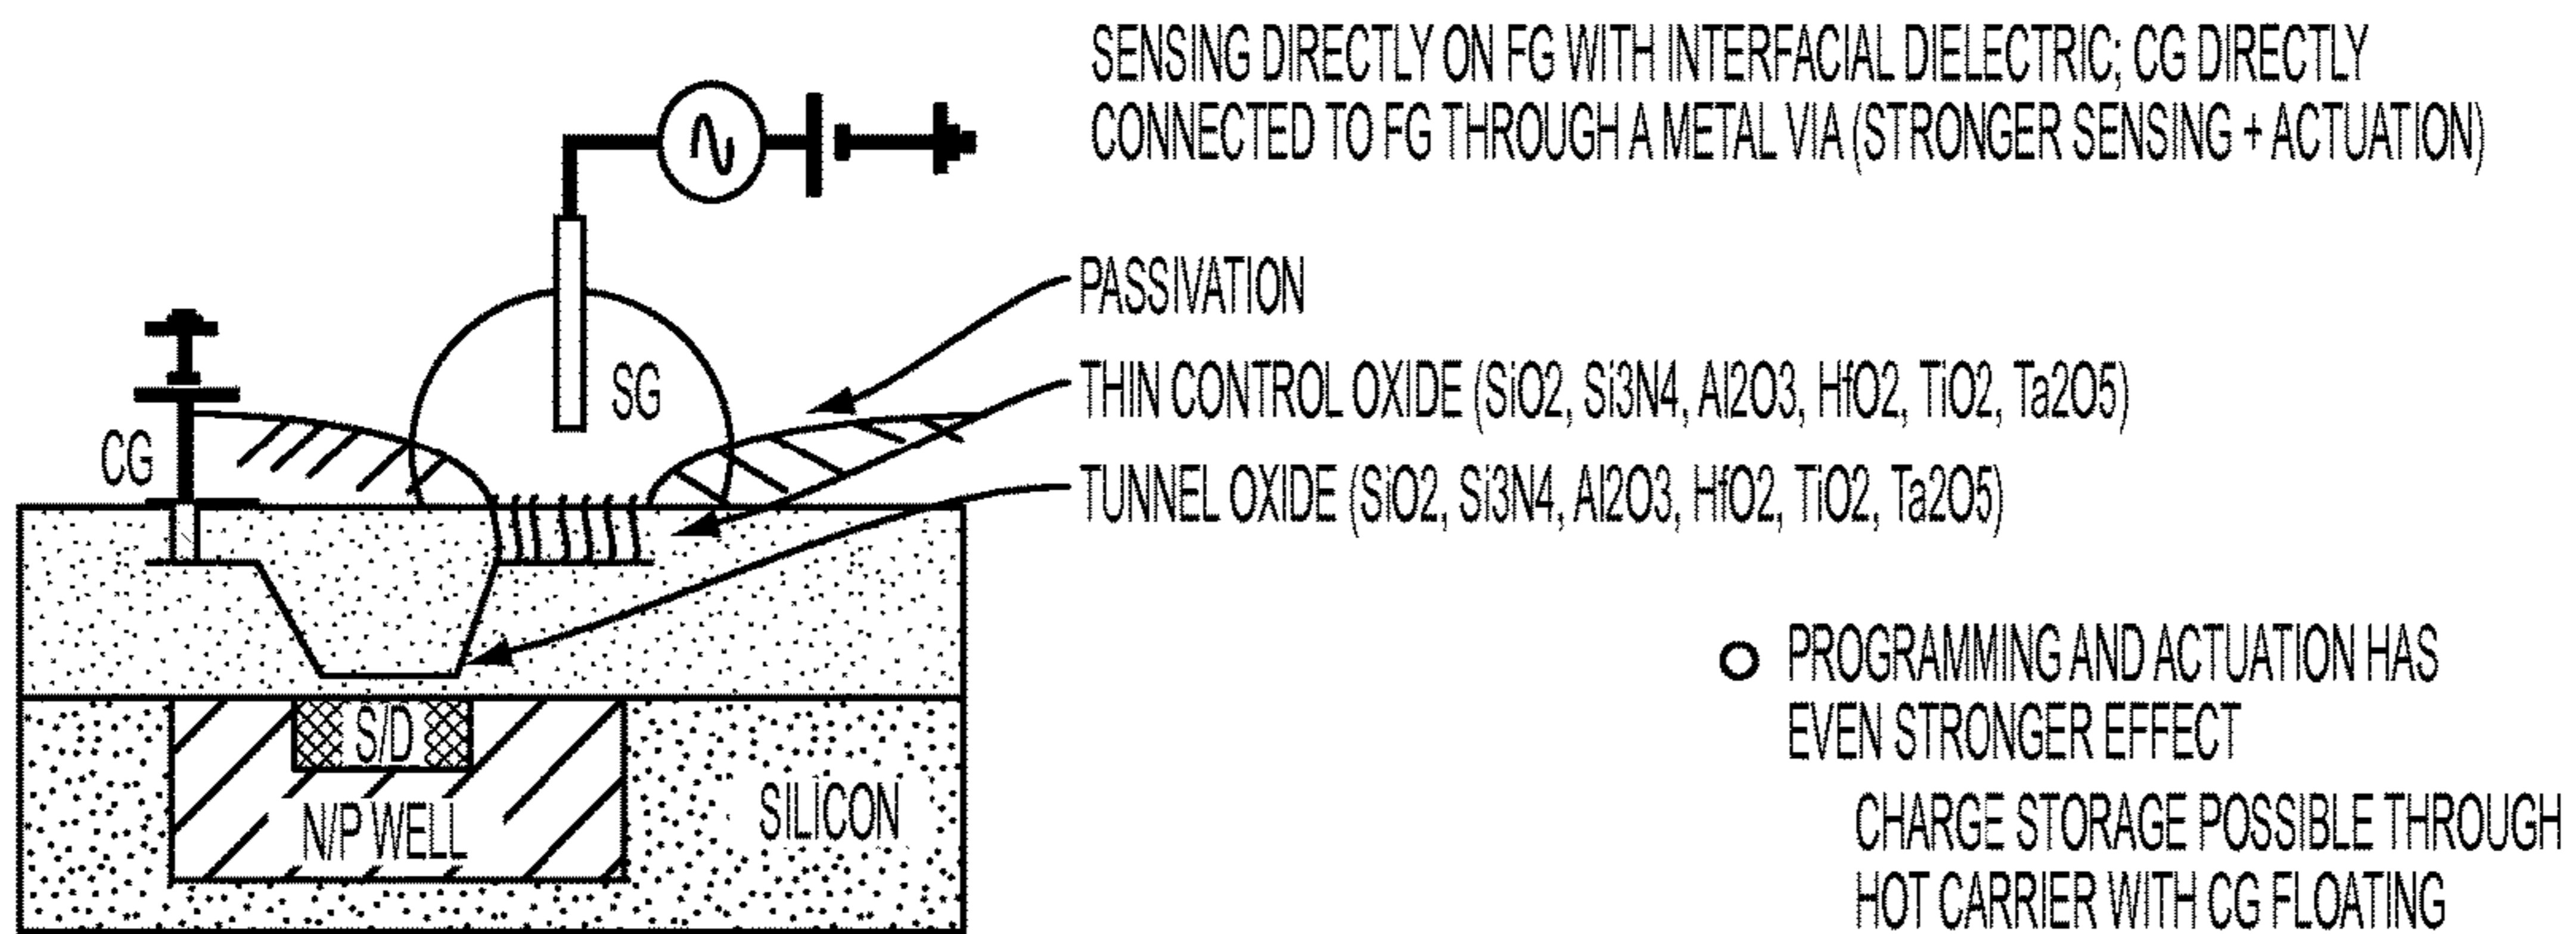 SENSING DIRECTLY ON FG WITH INTERFACIAL DIELECTRIC; CG DIRECTLY
CONNECTED TO FG THROUGH A METAL VIA (STRONGER SENSING + ACTUATION)
PASSIVATION
SG
THIN CONTROL OXIDE (SiO2, Si3N4, Al2O3, HfO2, TiO2, Ta2O5)
CG
TUNNEL OXIDE (SiO2, Si3N4, Al2O3, HfO2, TiO2, Ta2O5)
PROGRAMMING AND ACTUATION HAS
EVEN STRONGER EFFECT
S/D
CHARGE STORAGE POSSIBLE THROUGH
HOT CARRIER WITH CG FLOATING
N/P WELL
SILICON